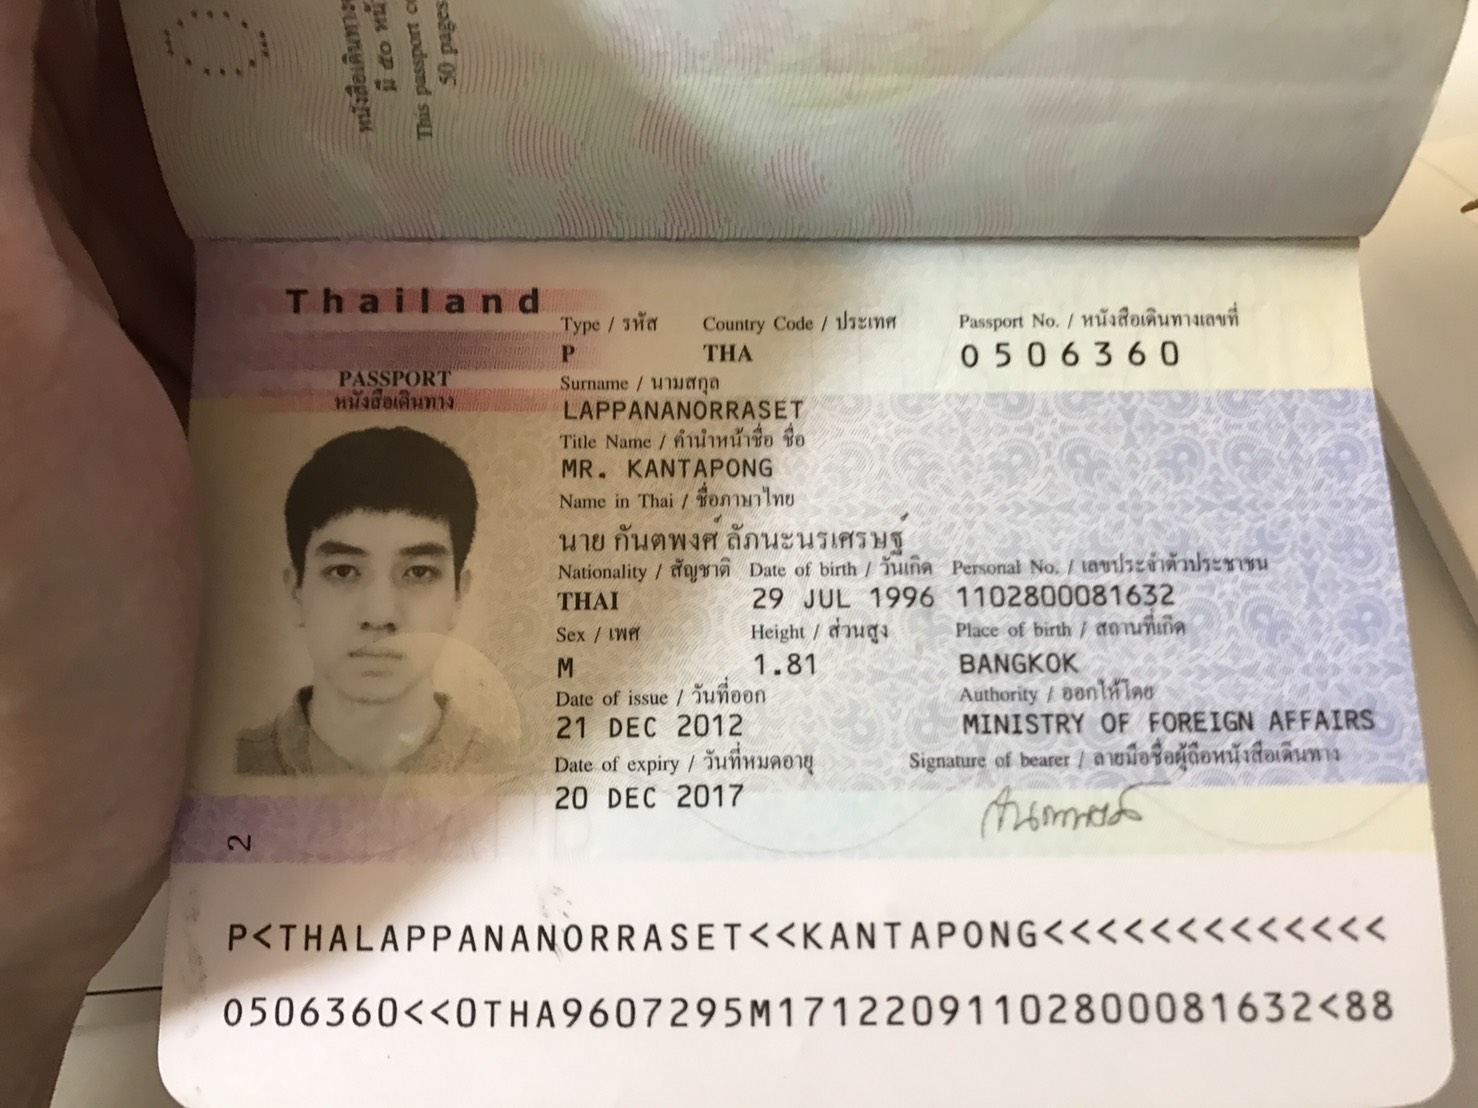 หนังสือเดินทาง
มี ๕๐ หน้
This passport co
50 pages
Thailand
PASSPORT
หนังสือเดินทาง
Type / รหัส Country Code / ประเทศ Passport No. / หนังสือเดินทางเลขที่
P THA 0506360
Surname / นามสกุล
LAPPANANORRASET
Title Name / คำนำหน้าชื่อ ชื่อ
MR. KANTAPONG
Name in Thai / ชื่อภาษาไทย
นาย กันตพงศ์ ลัภนะนรเศรษฐ์
Nationality / สัญชาติ Date of birth / วันเกิด Personal No. / เลขประจำตัวประชาชน
THAI 29 JUL 1996 1102800081632
Sex / เพศ Height / ส่วนสูง Place of birth / สถานที่เกิด
M 1.81 BANGKOK
Date of issue / วันที่ออก Authority / ออกให้โดย
21 DEC 2012 MINISTRY OF FOREIGN AFFAIRS
Date of expiry / วันที่หมดอายุ Signature of bearer / ลายมือชื่อผู้ถือหนังสือเดินทาง
20 DEC 2017
2
P<THALAPPANANORRASET<<KANTAPONG<<<<<<<<<<<<<
0506360<<0THA9607295M17122091102800081632<88